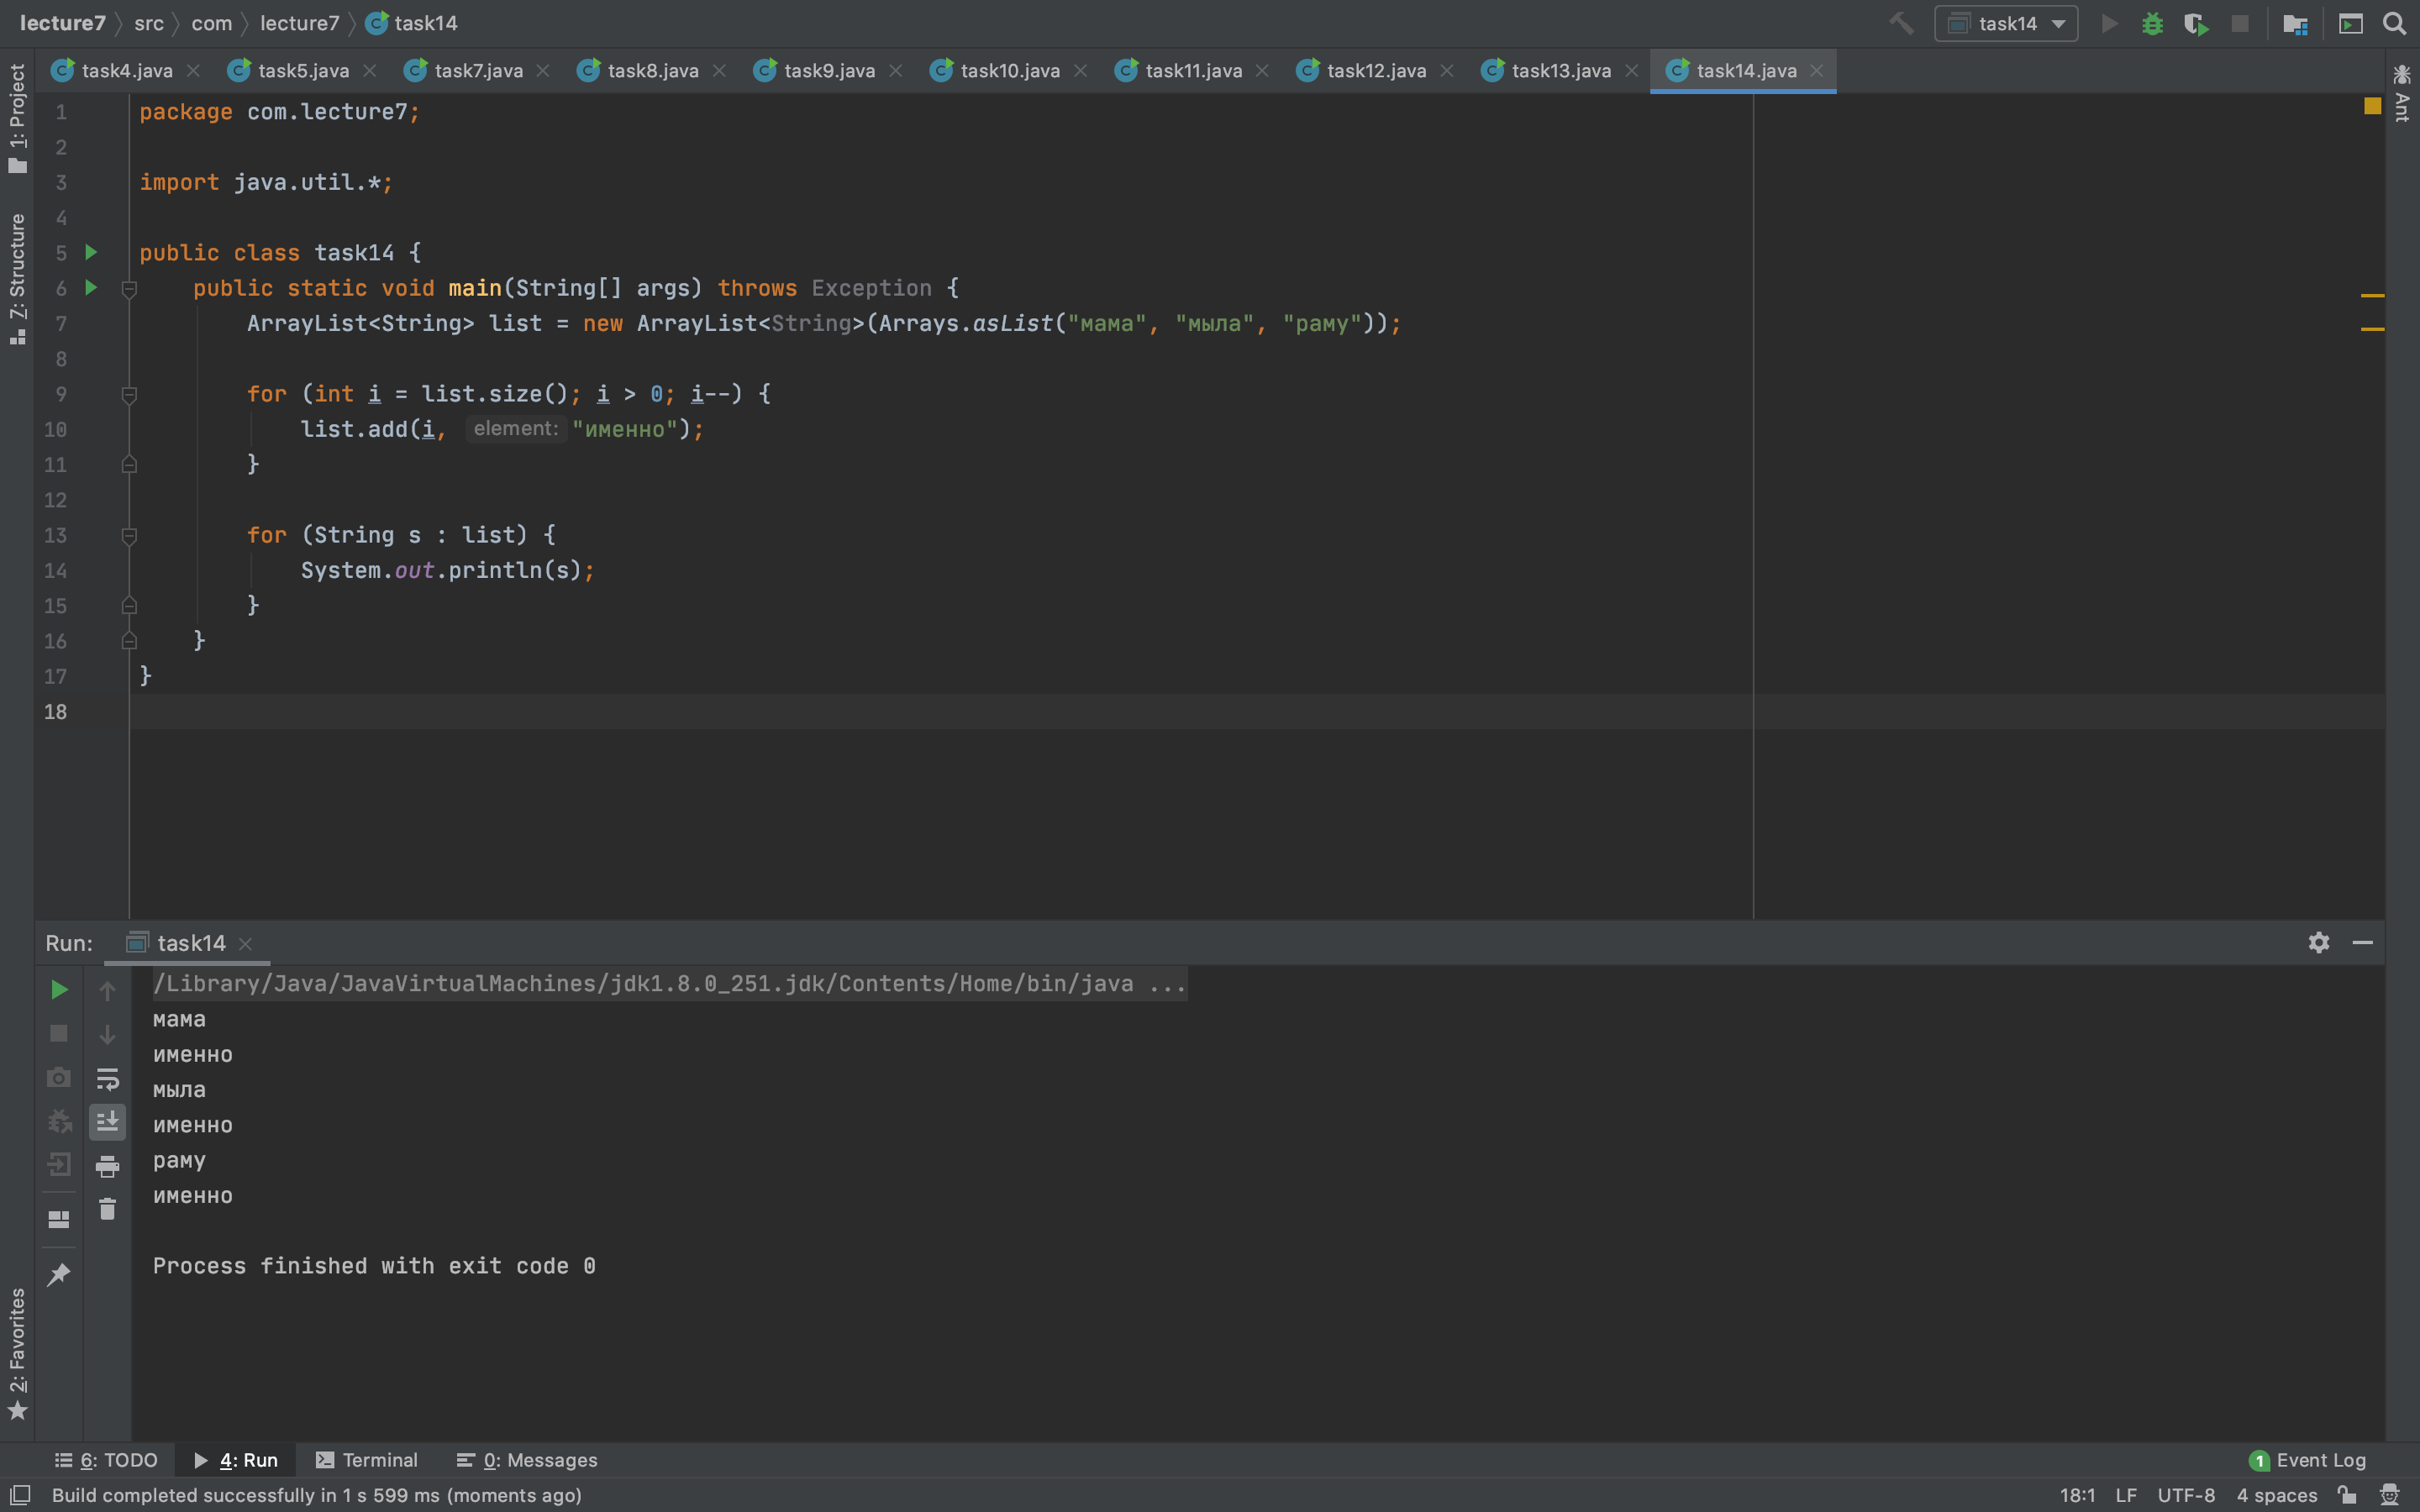 lecture7 src com lecture7 task14 task14
task4.java task5.java task7.java task8.java task9.java task10.java task11.java task12.java task13.java task14.java
1: Project
7: Structure
2: Favorites
Ant
1 package com.lecture7;
2
3 import java.util.*;
4
5 public class task14 {
6 public static void main(String[] args) throws Exception {
7 ArrayList<String> list = new ArrayList<String>(Arrays.asList("мама", "мыла", "раму"));
8
9 for (int i = list.size(); i > 0; i--) {
10 list.add(i, element: "именно");
11 }
12
13 for (String s : list) {
14 System.out.println(s);
15 }
16 }
17 }
18
Run: task14
/Library/Java/JavaVirtualMachines/jdk1.8.0_251.jdk/Contents/Home/bin/java ...
мама
именно
мыла
именно
раму
именно
Process finished with exit code 0
6: TODO 4: Run Terminal 0: Messages 1 Event Log
Build completed successfully in 1 s 599 ms (moments ago) 18:1 LF UTF-8 4 spaces